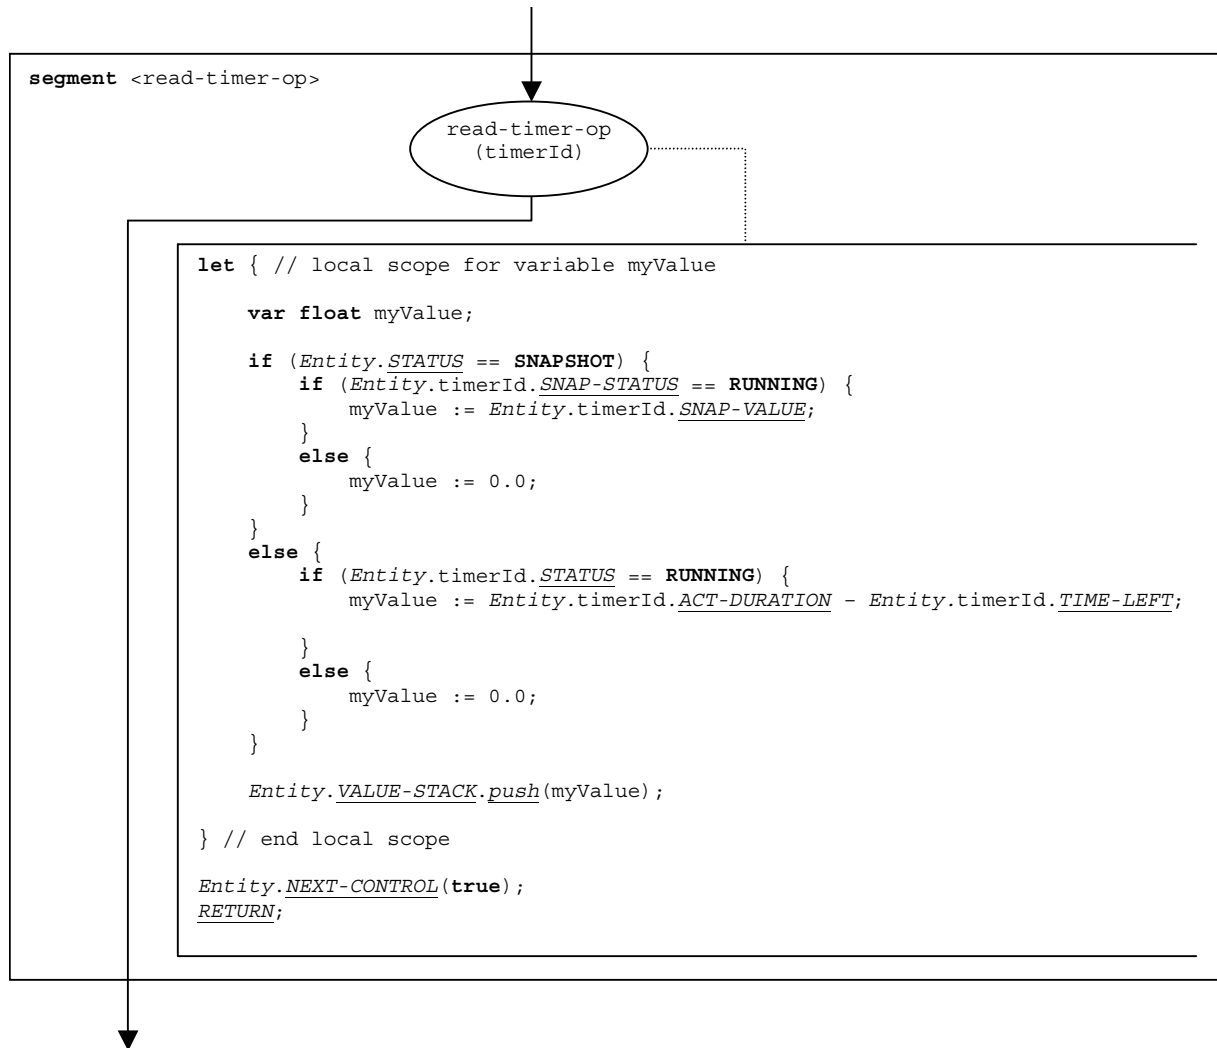 segment <read-timer-op>
read-timer-op
(timerId)
let { // local scope for variable myValue
var float myValue;
if (Entity.STATUS == SNAPSHOT) {
if (Entity.timerId.SNAP-STATUS == RUNNING) {
myValue := Entity.timerId.SNAP-VALUE;
}
else {
myValue := 0.0;
}
}
else {
if (Entity.timerId.STATUS == RUNNING) {
myValue := Entity.timerId.ACT-DURATION – Entity.timerId.TIME-LEFT;
}
else {
myValue := 0.0;
}
}
Entity.VALUE-STACK.push(myValue);
} // end local scope
Entity.NEXT-CONTROL(true);
RETURN;